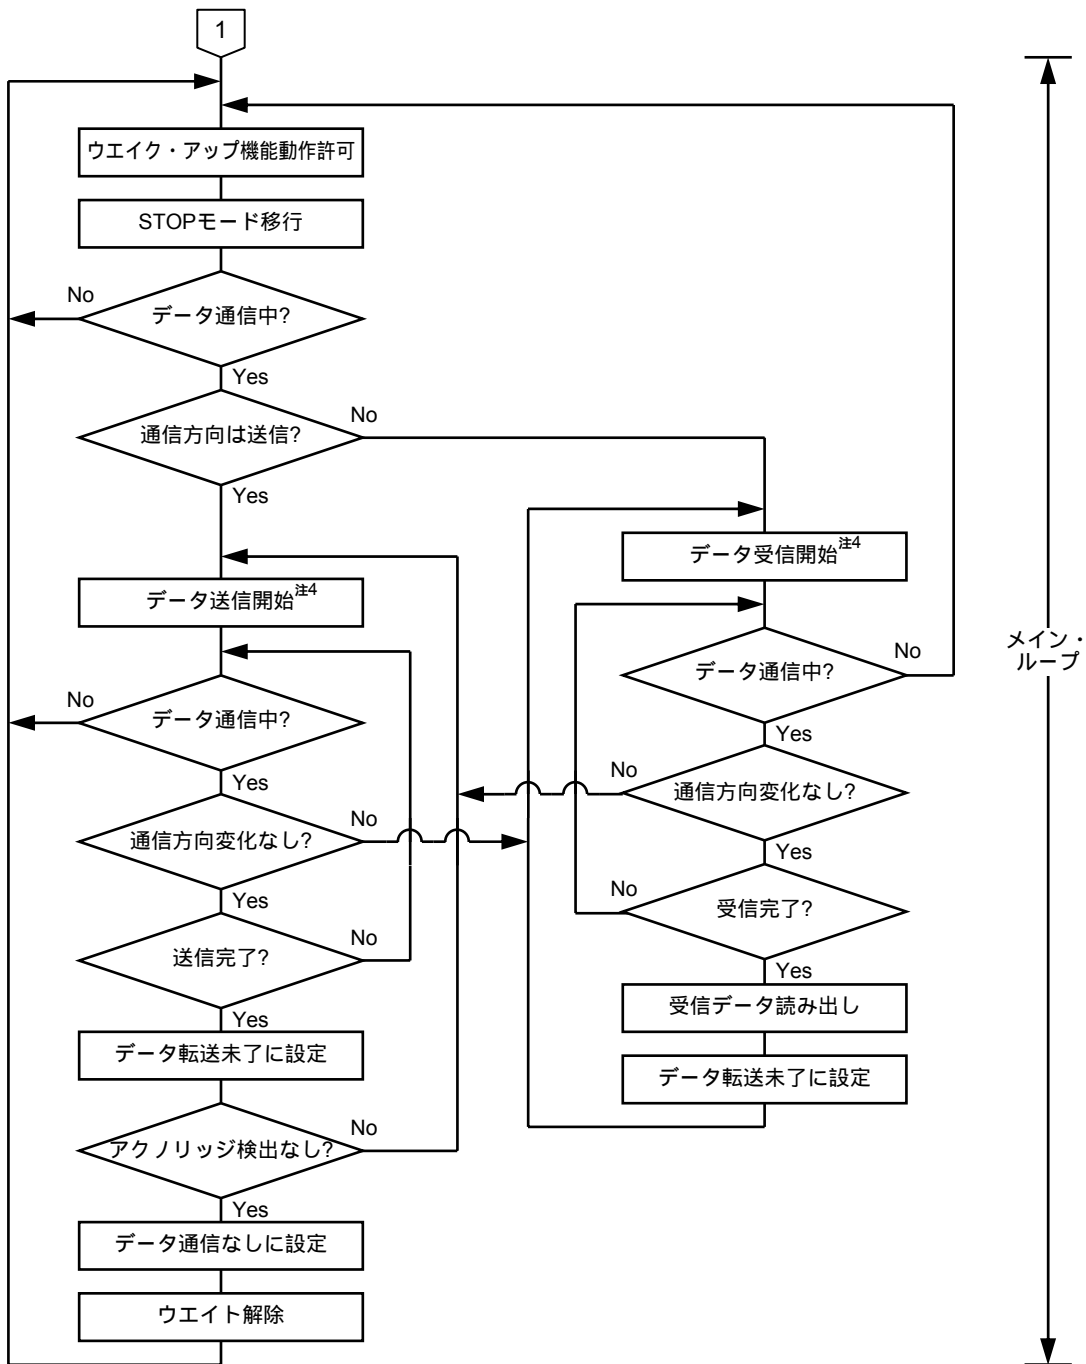 1
ウエイク・アップ機能動作許可
STOPモード移行
No
データ通信中?
Yes
通信方向は送信?
No
Yes
データ送信開始注4
No
データ通信中?
Yes
通信方向変化なし?
No
Yes
送信完了?
No
Yes
データ転送未了に設定
アクノリッジ検出なし?
No
Yes
データ通信なしに設定
ウエイト解除
データ受信開始注4
データ通信中?
No
Yes
No
通信方向変化なし?
Yes
No
受信完了?
Yes
受信データ読み出し
データ転送未了に設定
メイン・
ループ